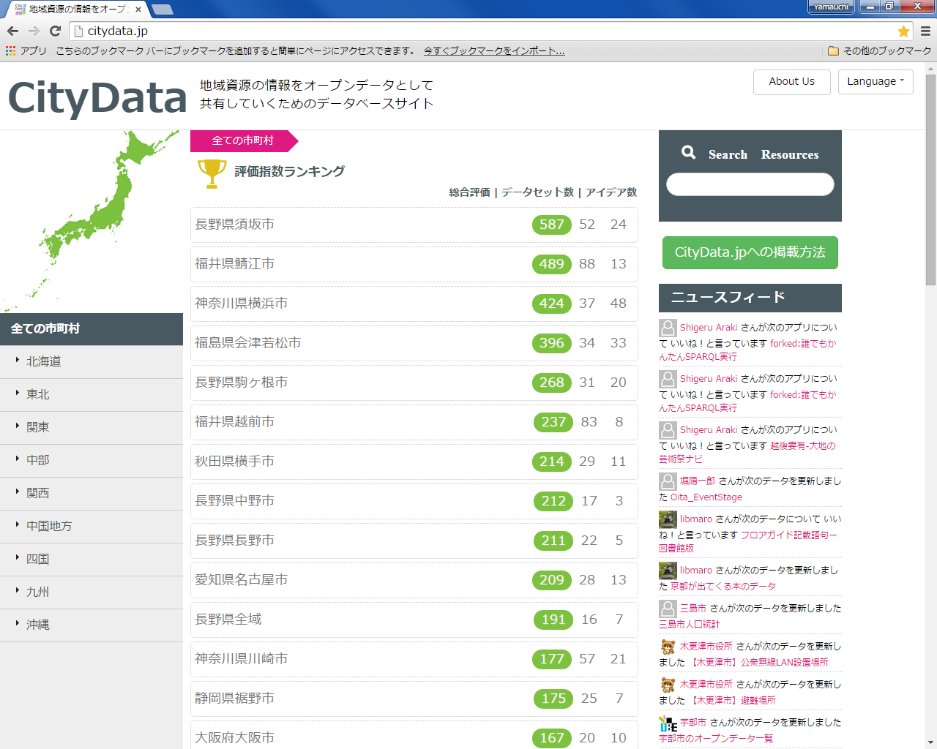 地域資源の情報をオープ
Yamauchi
citydata.jp
アプリ こちらのブックマーク バーにブックマークを追加すると簡単にページにアクセスできます。 今すぐブックマークをインポート... その他のブックマーク
CityData
地域資源の情報をオープンデータとして
共有していくためのデータベースサイト
About Us
Language
全ての市町村
北海道
東北
関東
中部
関西
中国地方
四国
九州
沖縄
全ての市町村
評価指数ランキング
総合評価 | データセット数 | アイデア数
長野県須坂市 587 52 24
福井県鯖江市 489 88 13
神奈川県横浜市 424 37 48
福島県会津若松市 396 34 33
長野県駒ヶ根市 268 31 20
福井県越前市 237 83 8
秋田県横手市 214 29 11
長野県中野市 212 17 3
長野県長野市 211 22 5
愛知県名古屋市 209 28 13
長野県全域 191 16 7
神奈川県川崎市 177 57 21
静岡県裾野市 175 25 7
大阪府大阪市 167 20 10
Search Resources
CityData.jpへの掲載方法
ニュースフィード
Shigeru Araki さんが次のアプリについ
て いいね！と言っています forked:誰でもか
んたんSPARQL実行
Shigeru Araki さんが次のアプリについ
て いいね！と言っています forked:誰でもか
んたんSPARQL実行
Shigeru Araki さんが次のアプリについ
て いいね！と言っています 越後妻有-大地の
芸術祭ナビ
堀陽一郎 さんが次のデータを更新しまし
た Oita_EventStage
libmaro さんが次のデータについて いい
ね！と言っています フロアガイド記載語句一
図書館版
libmaro さんが次のデータを更新しまし
た 京都が出てくる本のデータ
三島市 さんが次のデータを更新しました
三島市人口統計
木更津市役所 さんが次のデータを更新し
ました 【木更津市】公衆無線LAN設置場所
木更津市役所 さんが次のデータを更新し
ました 【木更津市】避難場所
宇部市 さんが次のデータを更新しました
宇部市のオープンデータ一覧